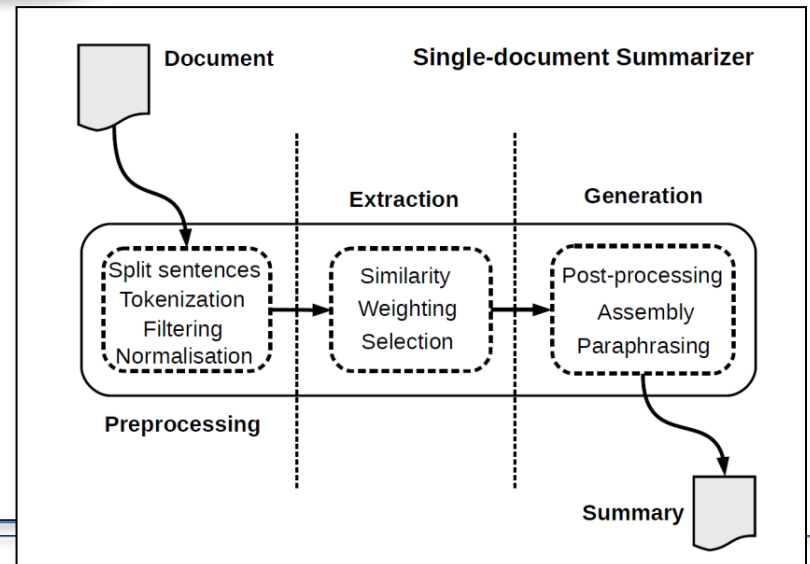 Document
Single-document Summarizer
Extraction
Generation
Split sentences
Tokenization
Filtering
Normalisation
Similarity
Weighting
Selection
Post-processing
Assembly
Paraphrasing
Preprocessing
Summary